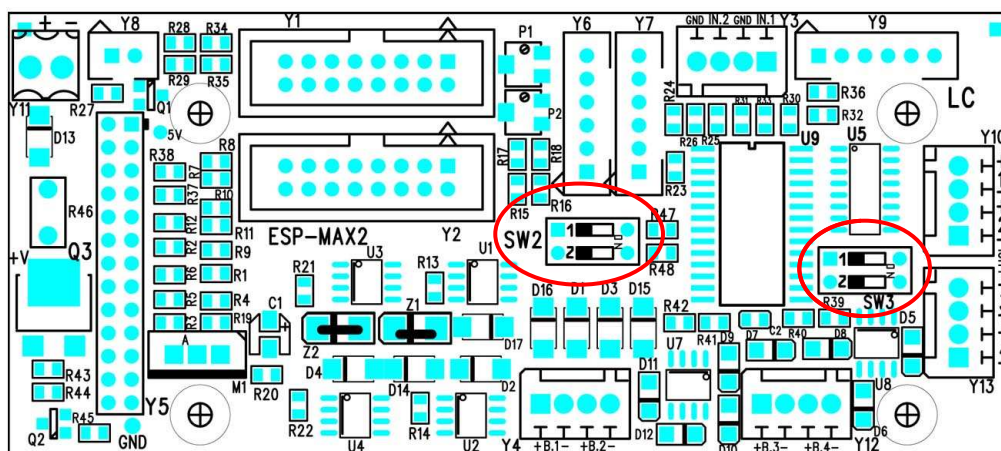 + -
Y8
Y1
Y6
Y7
GND IN.2 GND IN.1
Y3
Y9
R28
R34
P1
R29
R35
R24
R36
LC
Y11
R27
Q1
P2
R31
R33
R30
R32
D13
5V
R26
R25
U9
U5
Y10
R38
R8
R17
R18
R7
R23
R37
R10
R15
R16
R46
R12
R11
ESP-MAX2
Y2
SW2
1
2
R47
R48
+V
Q3
R2
R9
U3
U1
R6
R1
R21
R13
1
2
SW3
R5
R4
C1
+
Z1
D16
D1
D3
D15
R42
R39
R3
R19
A
Z2
D17
R41
D9
D7
C2
R40
D8
D5
R43
M1
R20
D4
D14
D2
D11
U7
U8
Y13
R44
R45
Y5
Q2
GND
R22
U4
R14
U2
Y4
+B.1- +B.2-
D12
D10
+B.3- +B.4-
Y12
D6